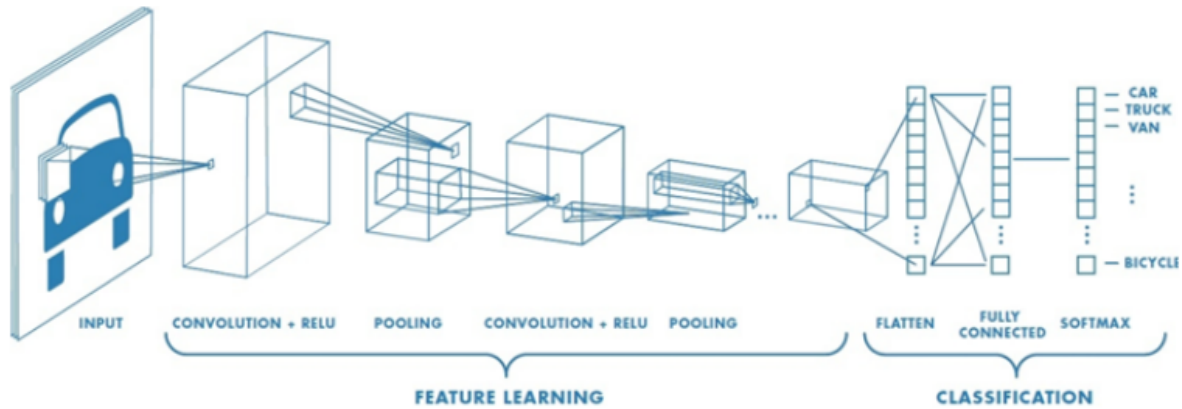 CAR
TRUCK
VAN
BICYCLE
INPUT
CONVOLUTION + RELU
POOLING
CONVOLUTION + RELU
POOLING
FLATTEN
FULLY
CONNECTED
SOFTMAX
FEATURE LEARNING
CLASSIFICATION